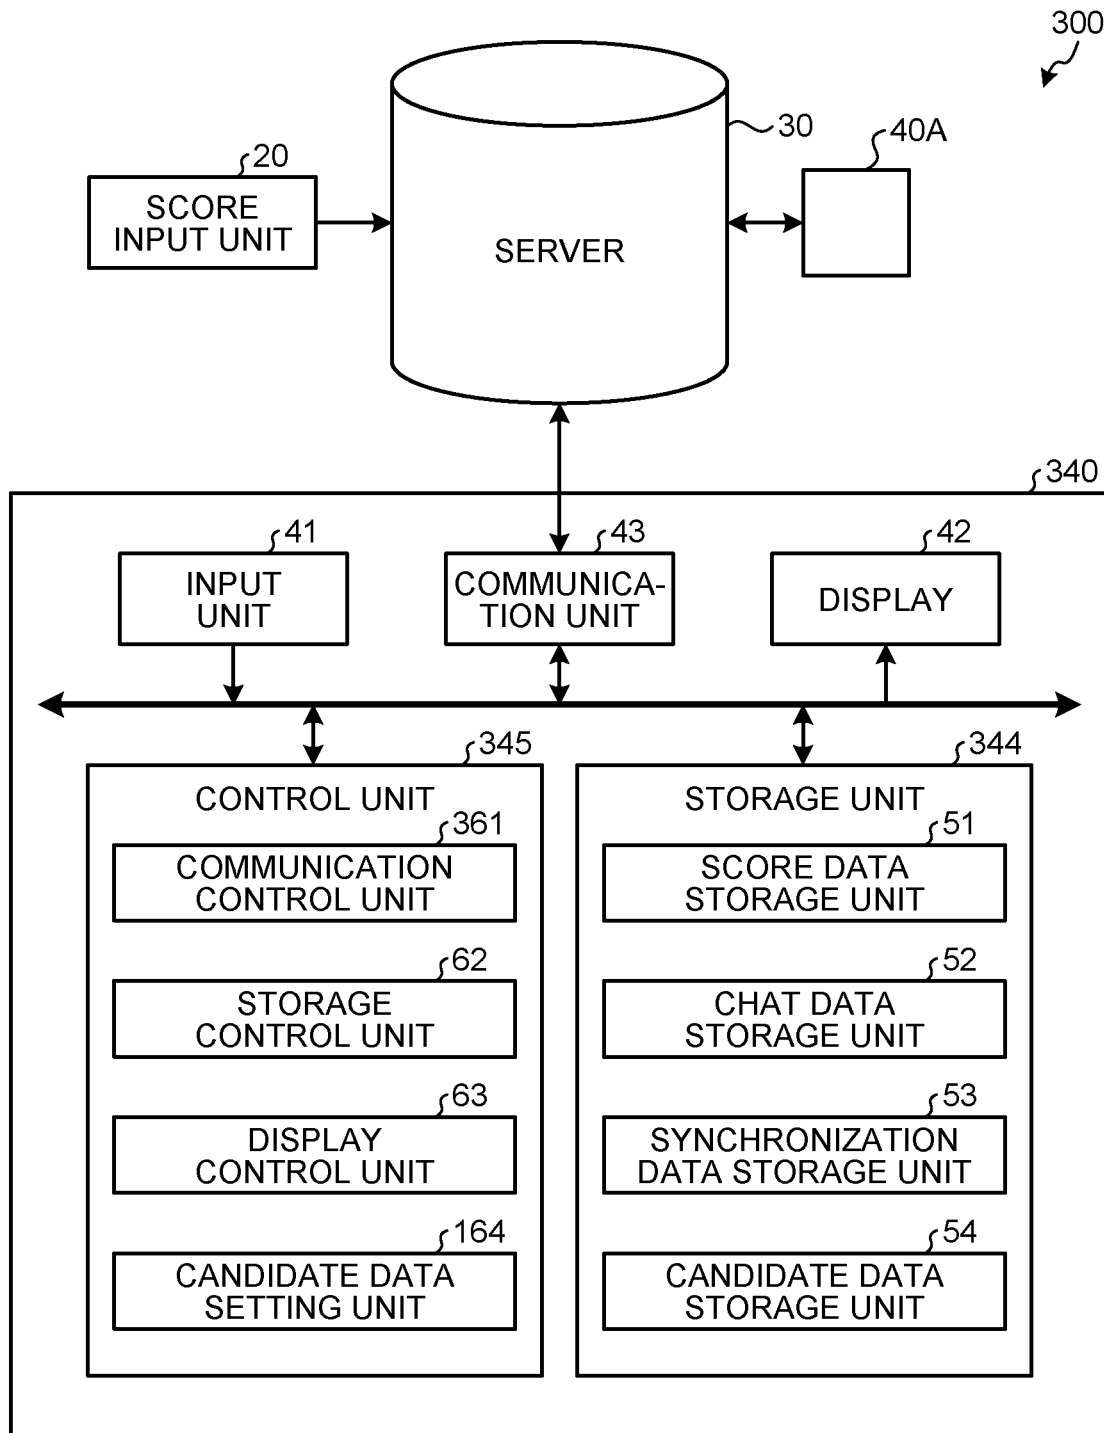 300
30
40A
20
SCORE
INPUT UNIT
SERVER
340
41
43
42
INPUT
UNIT
COMMUNICA-
TION UNIT
DISPLAY
345
344
CONTROL UNIT
STORAGE UNIT
361
51
COMMUNICATION
CONTROL UNIT
SCORE DATA
STORAGE UNIT
62
52
STORAGE
CONTROL UNIT
CHAT DATA
STORAGE UNIT
63
53
DISPLAY
CONTROL UNIT
SYNCHRONIZATION
DATA STORAGE UNIT
164
54
CANDIDATE DATA
SETTING UNIT
CANDIDATE DATA
STORAGE UNIT